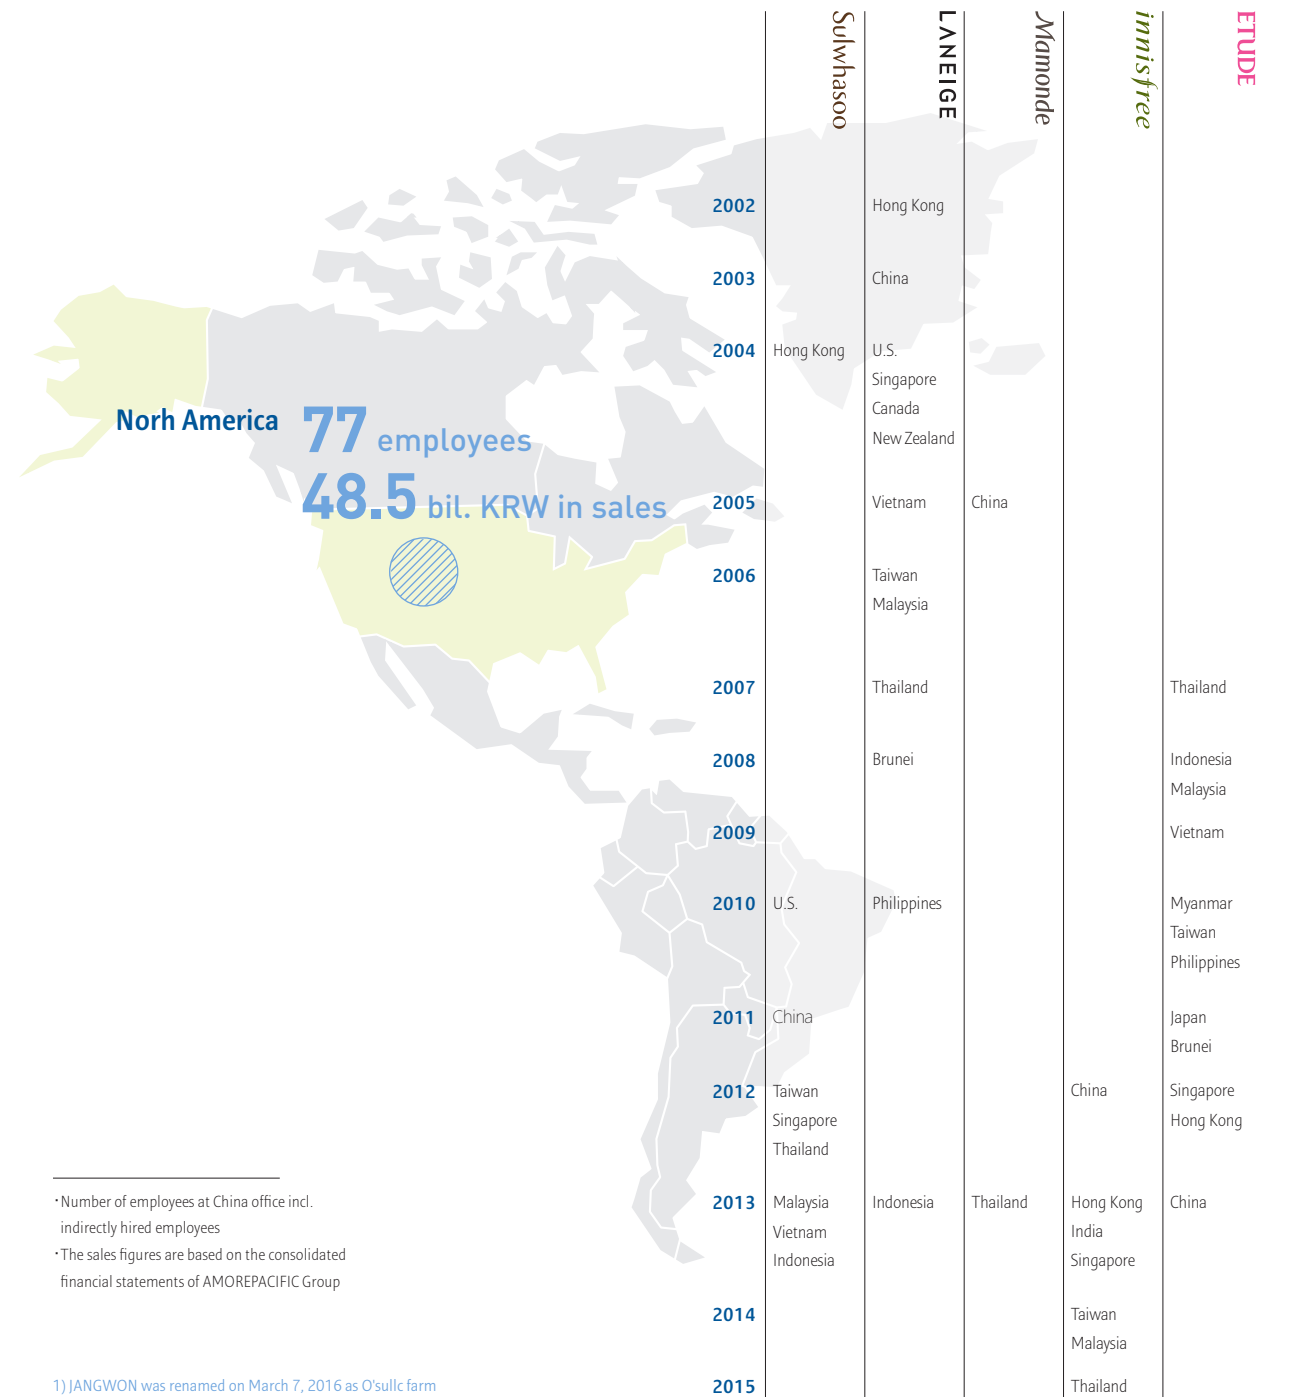 Sulwhasoo
LANEIGE
Mamonde
innisfree
ETUDE
2002 Hong Kong
2003 China
2004 Hong Kong U.S.
Singapore
Canada
New Zealand
Norh America 77 employees
48.5 bil. KRW in sales
2005 Vietnam China
2006 Taiwan
Malaysia
2007 Thailand Thailand
2008 Brunei Indonesia
Malaysia
2009 Vietnam
2010 U.S. Philippines Myanmar
Taiwan
Philippines
2011 China Japan
Brunei
2012 Taiwan China Singapore
Singapore Hong Kong
Thailand
2013 Malaysia Indonesia Thailand Hong Kong China
Vietnam India
Indonesia Singapore
2014 Taiwan
Malaysia
2015 Thailand
· Number of employees at China office incl.
indirectly hired employees
· The sales figures are based on the consolidated
financial statements of AMOREPACIFIC Group
1) JANGWON was renamed on March 7, 2016 as O'sullc farm